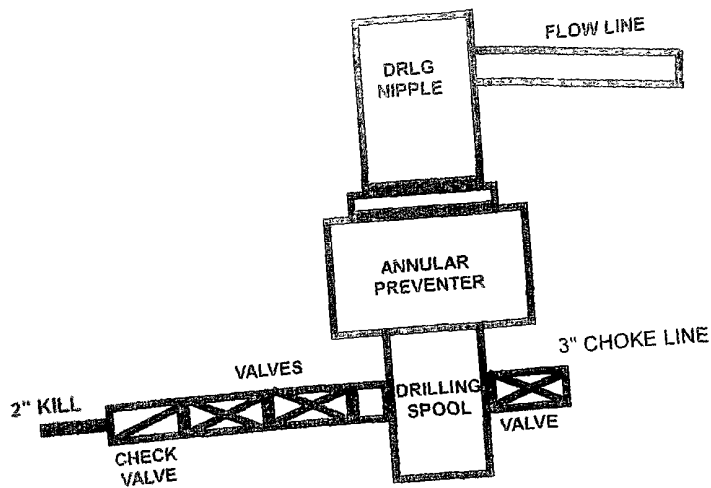 FLOW LINE
DRLG
NIPPLE
ANNULAR
PREVENTER
3" CHOKE LINE
VALVES
2" KILL
DRILLING
SPOOL
VALVE
CHECK
VALVE